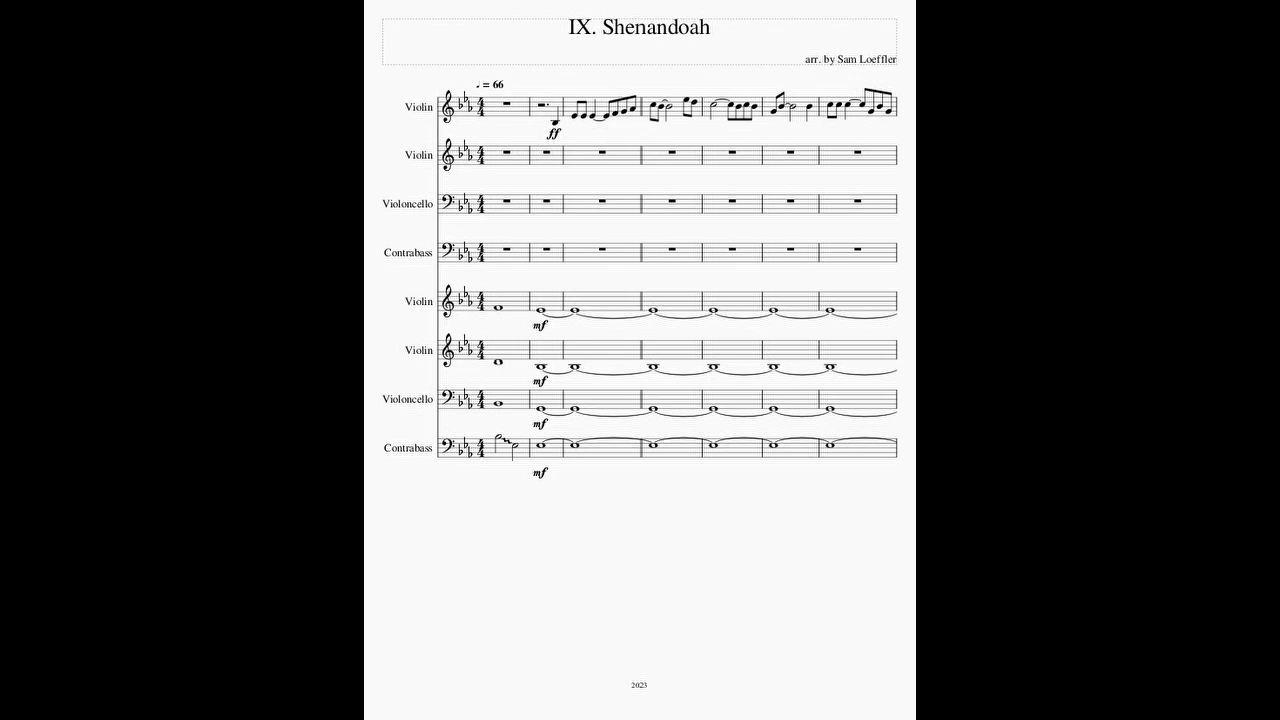 IX. Shenandoah
arr. by Sam Loeffler
♩ = 66
Violin
ff
Violin
Violoncello
Contrabass
Violin
mf
Violin
mf
Violoncello
mf
Contrabass
mf
2023